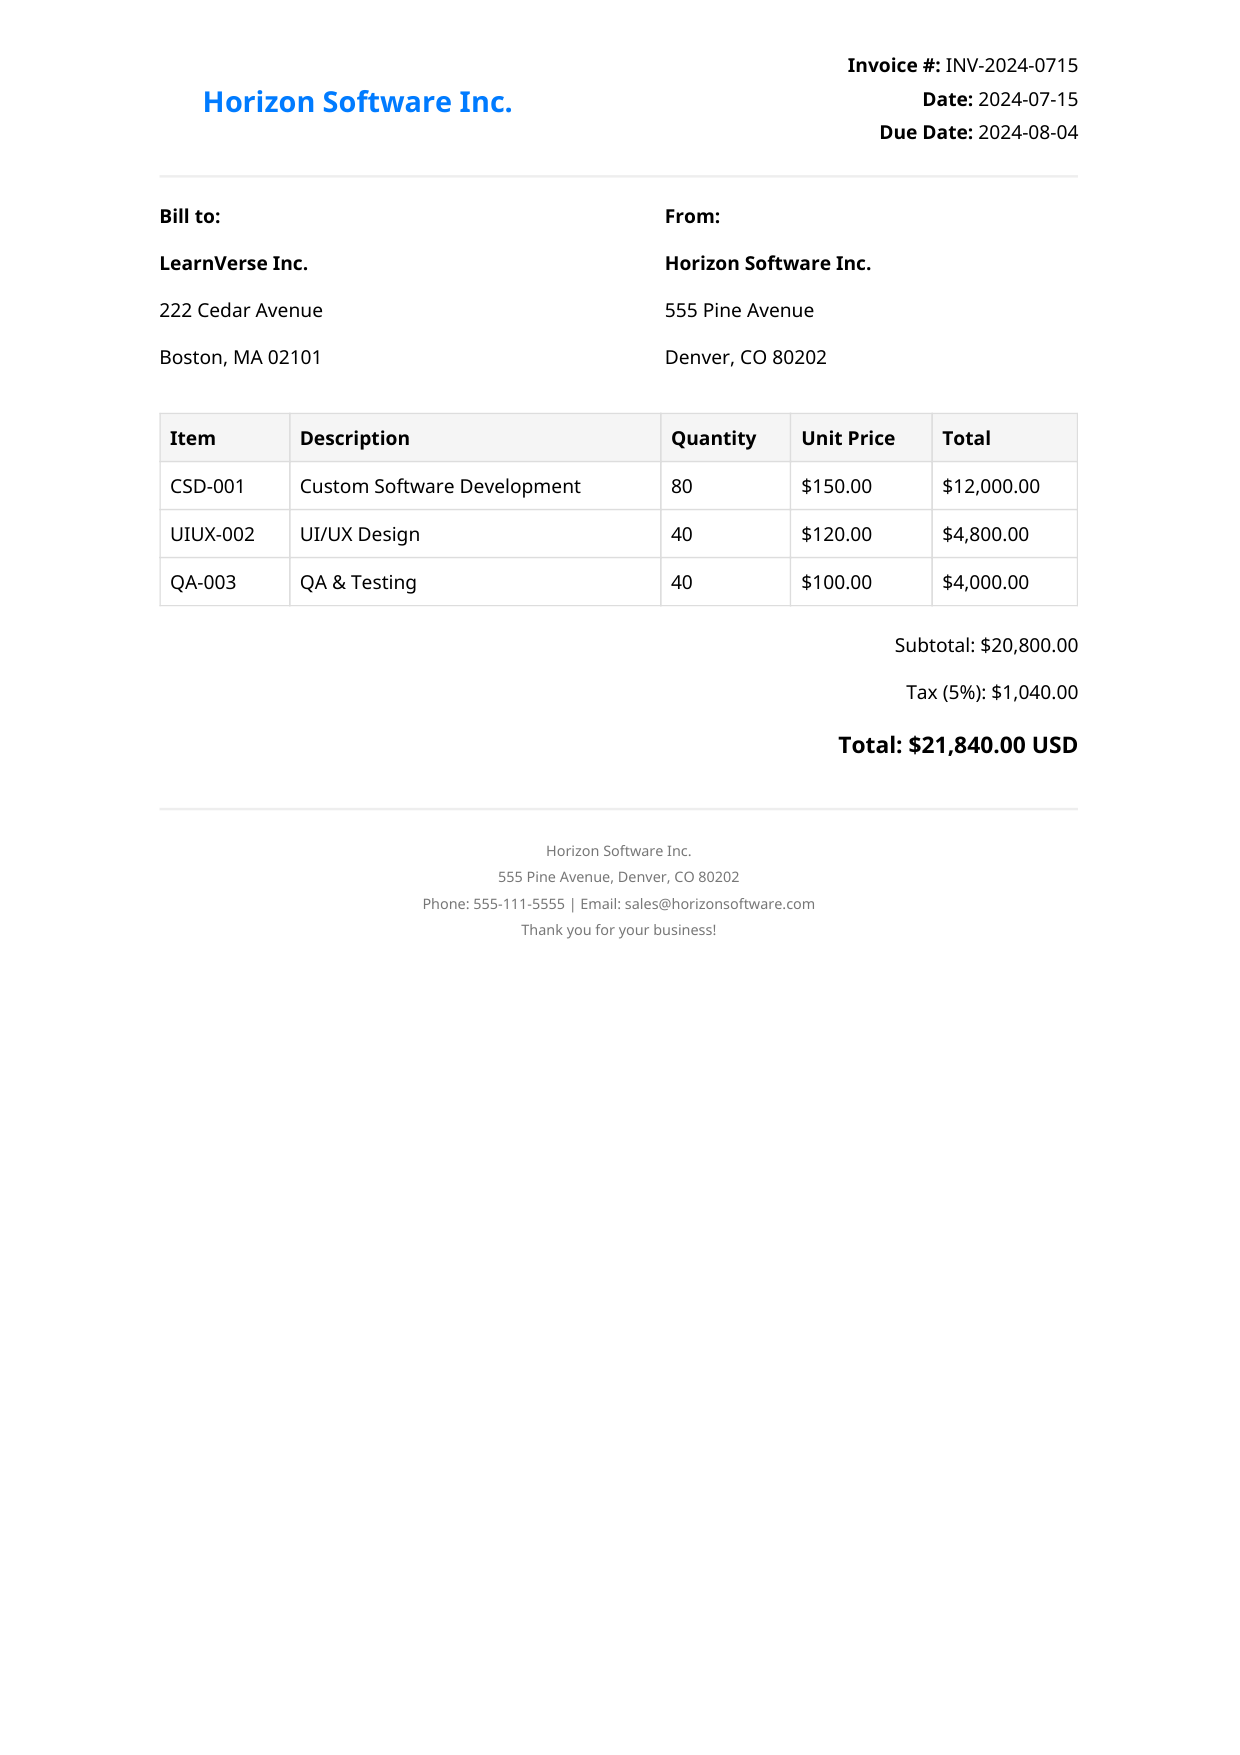 Horizon Software Inc.
Invoice #: INV-2024-0715
Date: 2024-07-15
Due Date: 2024-08-04
Bill to:
LearnVerse Inc.
222 Cedar Avenue
Boston, MA 02101
From:
Horizon Software Inc.
555 Pine Avenue
Denver, CO 80202
Item Description Quantity Unit Price Total
CSD-001 Custom Software Development 80 $150.00 $12,000.00
UIUX-002 UI/UX Design 40 $120.00 $4,800.00
QA-003 QA & Testing 40 $100.00 $4,000.00
Subtotal: $20,800.00
Tax (5%): $1,040.00
Total: $21,840.00 USD
Horizon Software Inc.
555 Pine Avenue, Denver, CO 80202
Phone: 555-111-5555 | Email: sales@horizonsoftware.com
Thank you for your business!